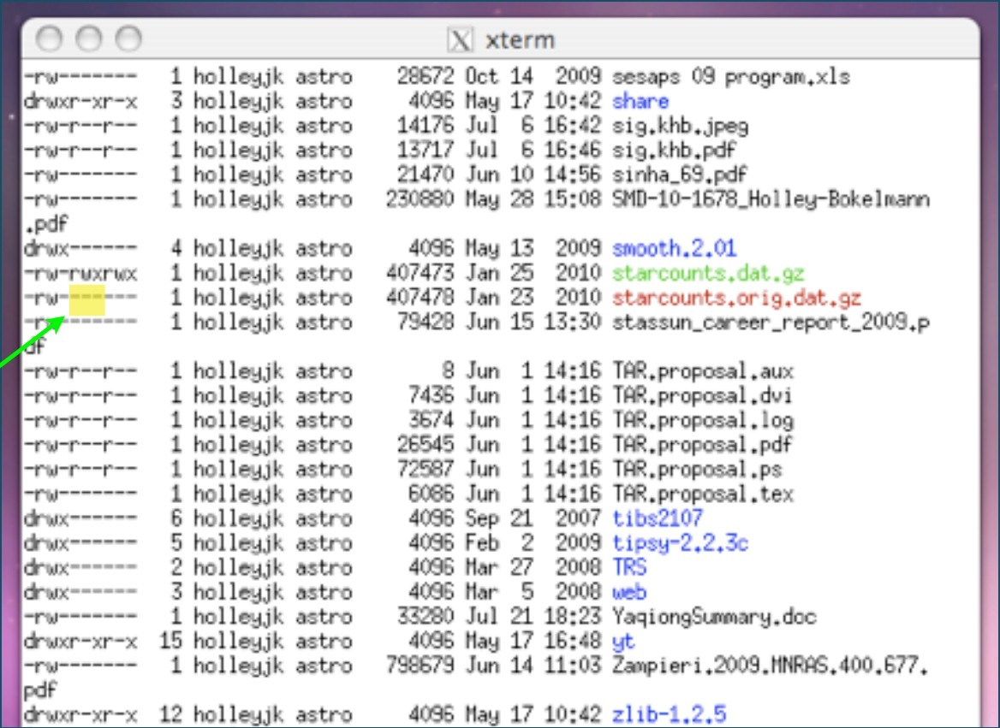 X xterm
-rw------- 1 holleyjk astro 28672 Oct 14 2009 sesaps 09 program.xls
drwxr-xr-x 3 holleyjk astro 4096 May 17 10:42 share
-rw-r--r-- 1 holleyjk astro 14176 Jul 6 16:42 sig.khb.jpeg
-rw-r--r-- 1 holleyjk astro 13717 Jul 6 16:46 sig.khb.pdf
-rw------- 1 holleyjk astro 21470 Jun 10 14:56 sinha_69.pdf
-rw------- 1 holleyjk astro 230880 May 28 15:08 SMD-10-1678_Holley-Bokelmann
.pdf
drwx------ 4 holleyjk astro 4096 May 13 2009 smooth.2.01
-rw-rwxrwx 1 holleyjk astro 407473 Jan 25 2010 starcounts.dat.gz
-rw------- 1 holleyjk astro 407478 Jan 23 2010 starcounts.orig.dat.gz
-rw------- 1 holleyjk astro 79428 Jun 15 13:30 stassun_career_report_2009.p
df
-rw-r--r-- 1 holleyjk astro 8 Jun 1 14:16 TAR.proposal.aux
-rw-r--r-- 1 holleyjk astro 7436 Jun 1 14:16 TAR.proposal.dvi
-rw-r--r-- 1 holleyjk astro 3674 Jun 1 14:16 TAR.proposal.log
-rw-r--r-- 1 holleyjk astro 26545 Jun 1 14:16 TAR.proposal.pdf
-rw-r--r-- 1 holleyjk astro 72587 Jun 1 14:16 TAR.proposal.ps
-rw------- 1 holleyjk astro 6086 Jun 1 14:16 TAR.proposal.tex
drwx------ 6 holleyjk astro 4096 Sep 21 2007 tibs2107
drwx------ 5 holleyjk astro 4096 Feb 2 2009 tipsy-2.2.3c
drwx------ 2 holleyjk astro 4096 Mar 27 2008 TRS
drwx------ 3 holleyjk astro 4096 Mar 5 2008 web
-rw------- 1 holleyjk astro 33280 Jul 21 18:23 YaqiongSummary.doc
drwxr-xr-x 15 holleyjk astro 4096 May 17 16:48 yt
-rw------- 1 holleyjk astro 798679 Jun 14 11:03 Zampieri.2009.MNRAS.400.677.
pdf
drwxr-xr-x 12 holleyjk astro 4096 May 17 10:42 zlib-1.2.5